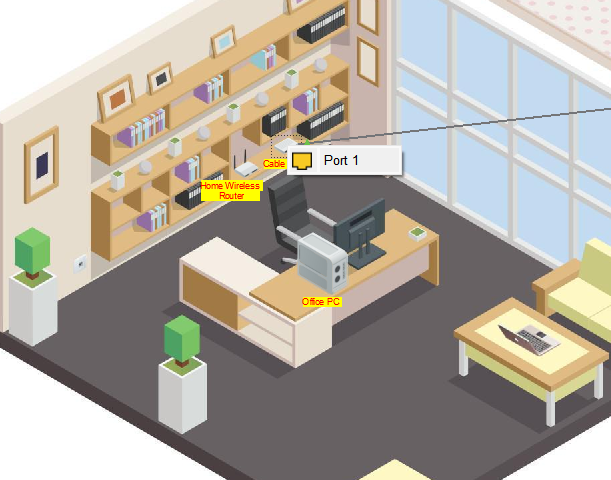 Cable
Port 1
Home Wireless
Router
Office PC